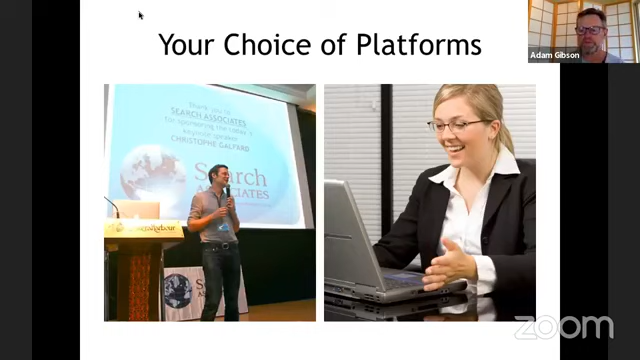 Your Choice of Platforms
Adam Gibson
Thank you to
SEARCH ASSOCIATES
for sponsoring the today's
keynote speaker
CHRISTOPHE GALFARD
Search
ASSOCIATES
zoom